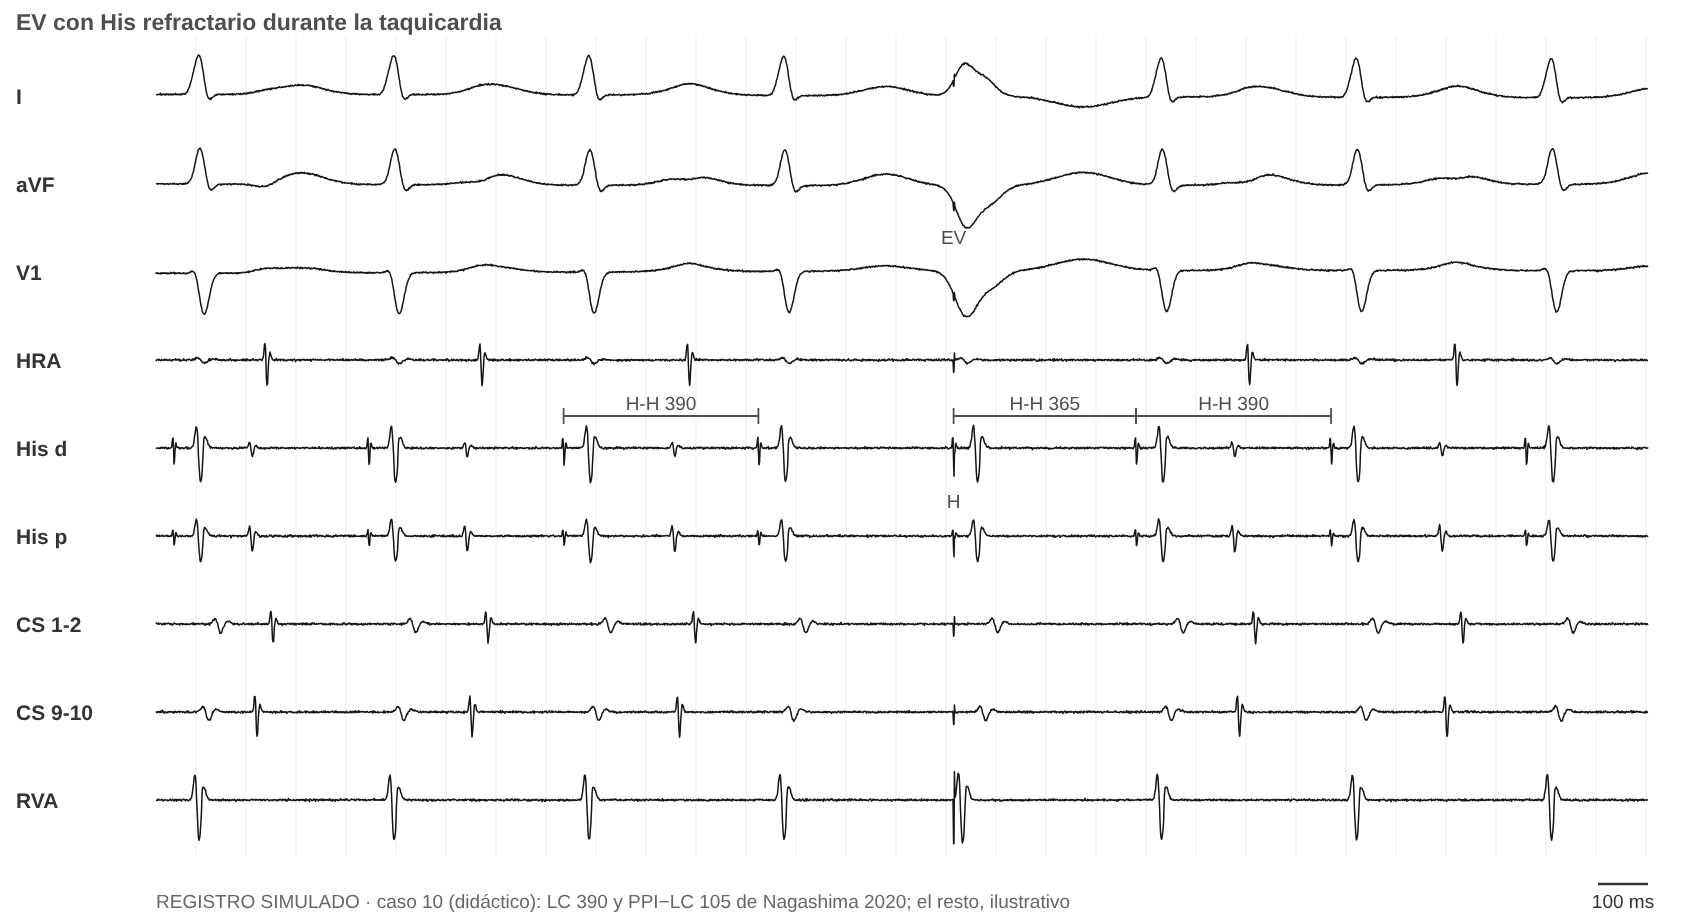 EV con His refractario durante la taquicardia
I
aVF
EV
V1
HRA
H-H 390
H-H 365
H-H 390
His d
H
His p
CS 1-2
CS 9-10
RVA
REGISTRO SIMULADO · caso 10 (didáctico): LC 390 y PPI−LC 105 de Nagashima 2020; el resto, ilustrativo
100 ms